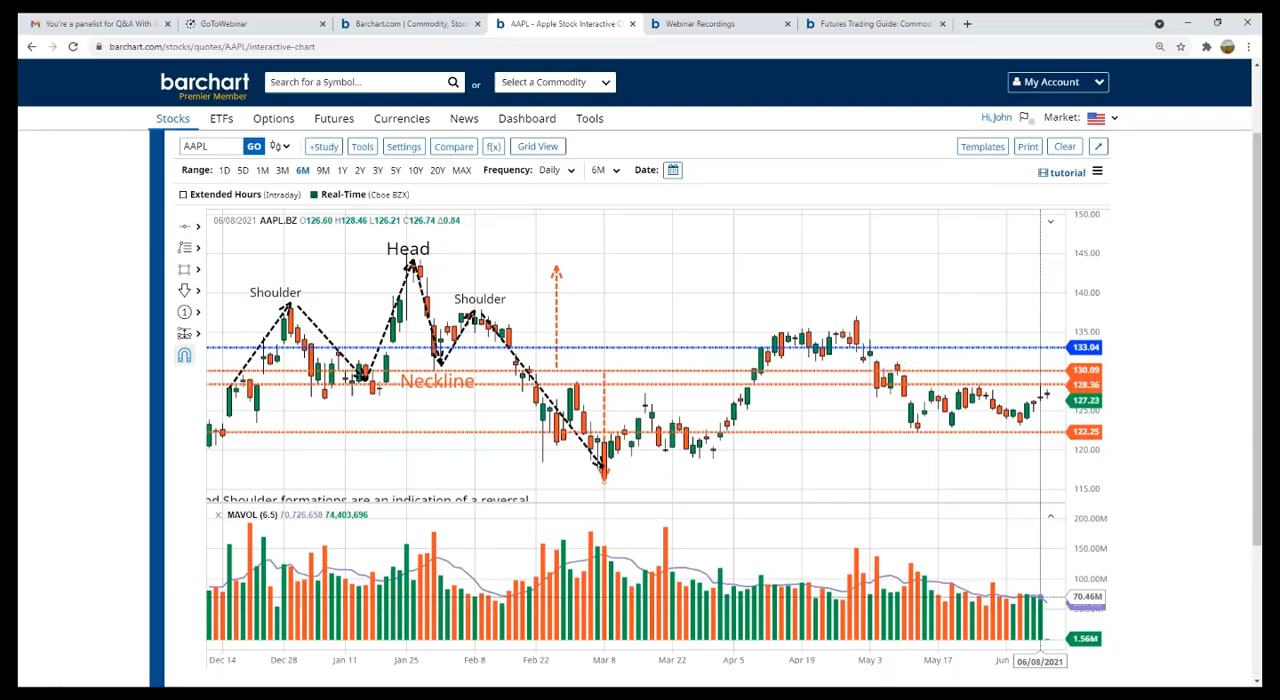 You're a panelist for Q&A With B
GoToWebinar
Barchart.com | Commodity, Stoc
AAPL - Apple Stock Interactive C
Webinar Recordings
Futures Trading Guide: Commod
barchart.com/stocks/quotes/AAPL/interactive-chart
barchart
Premier Member
Search for a Symbol...
or
Select a Commodity
My Account
Stocks ETFs Options Futures Currencies News Dashboard Tools
Hi, John
Market:
AAPL GO +Study Tools Settings Compare f(x) Grid View
Templates Print Clear
Range: 1D 5D 1M 3M 6M 9M 1Y 2Y 3Y 5Y 10Y 20Y MAX Frequency: Daily 6M Date:
tutorial
Extended Hours (Intraday) Real-Time (Cboe BZX)
06/08/2021 AAPL.BZ O126.60 H128.46 L126.21 C126.74 Δ0.84
150.00
Head
145.00
Shoulder
140.00
Shoulder
135.00
133.04
130.09
Neckline
128.36
127.23
125.00
122.25
120.00
115.00
nd Shoulder formations are an indication of a reversal
MAVOL (6.5) 70,726,658 74,403,696
200.00M
150.00M
100.00M
70.46M
1.56M
Dec 14 Dec 28 Jan 11 Jan 25 Feb 8 Feb 22 Mar 8 Mar 22 Apr 5 Apr 19 May 3 May 17 Jun 06/08/2021